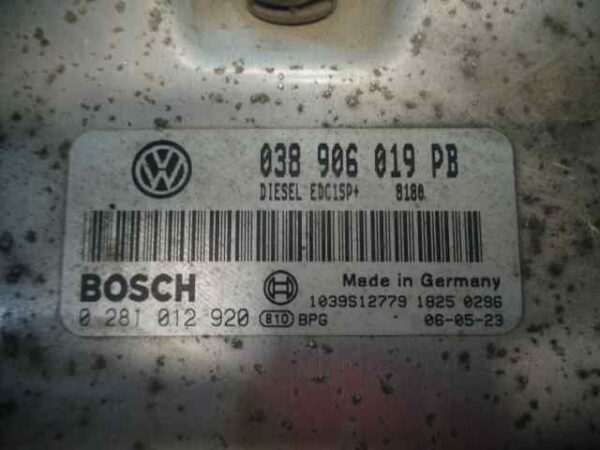 VW 038 906 019 PB
DIESEL EDC15P+ 8180
BOSCH Made in Germany
1039S12779 1825 0296
0 281 012 920 810 BPG 06-05-23